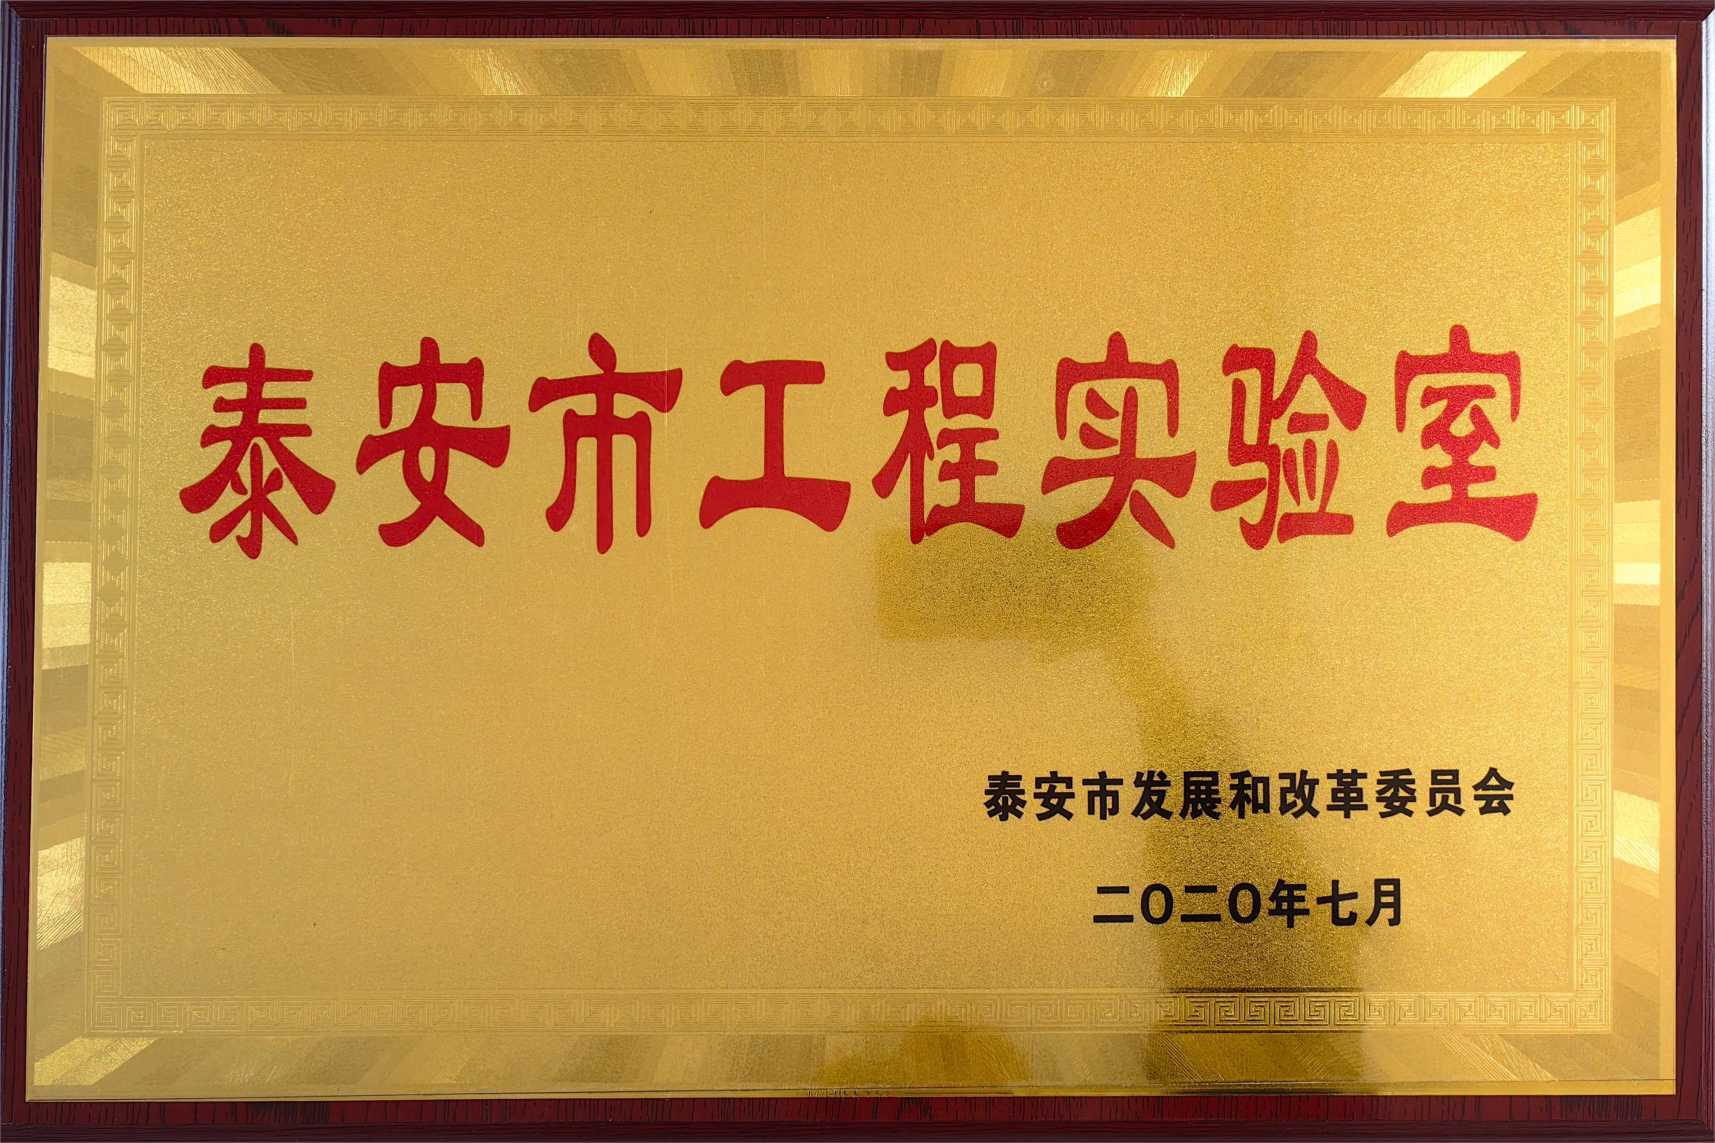 泰安市工程实验室
泰安市发展和改革委员会
二〇二〇年七月